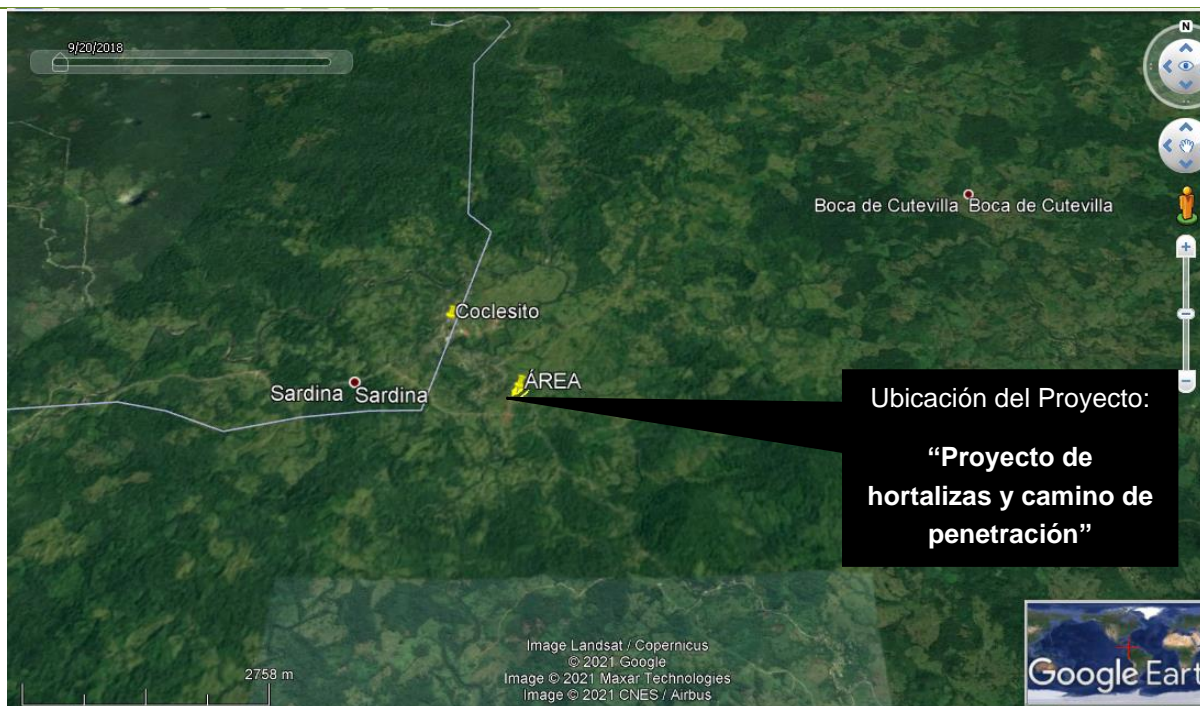 9/20/2018
N
Boca de Cutevilla Boca de Cutevilla
Coclesito
Sardina Sardina
ÁREA
Ubicación del Proyecto:
“Proyecto de
hortalizas y camino de
penetración”
Image Landsat / Copernicus
© 2021 Google
Image © 2021 Maxar Technologies
Image © 2021 CNES / Airbus
2758 m
Google Eart